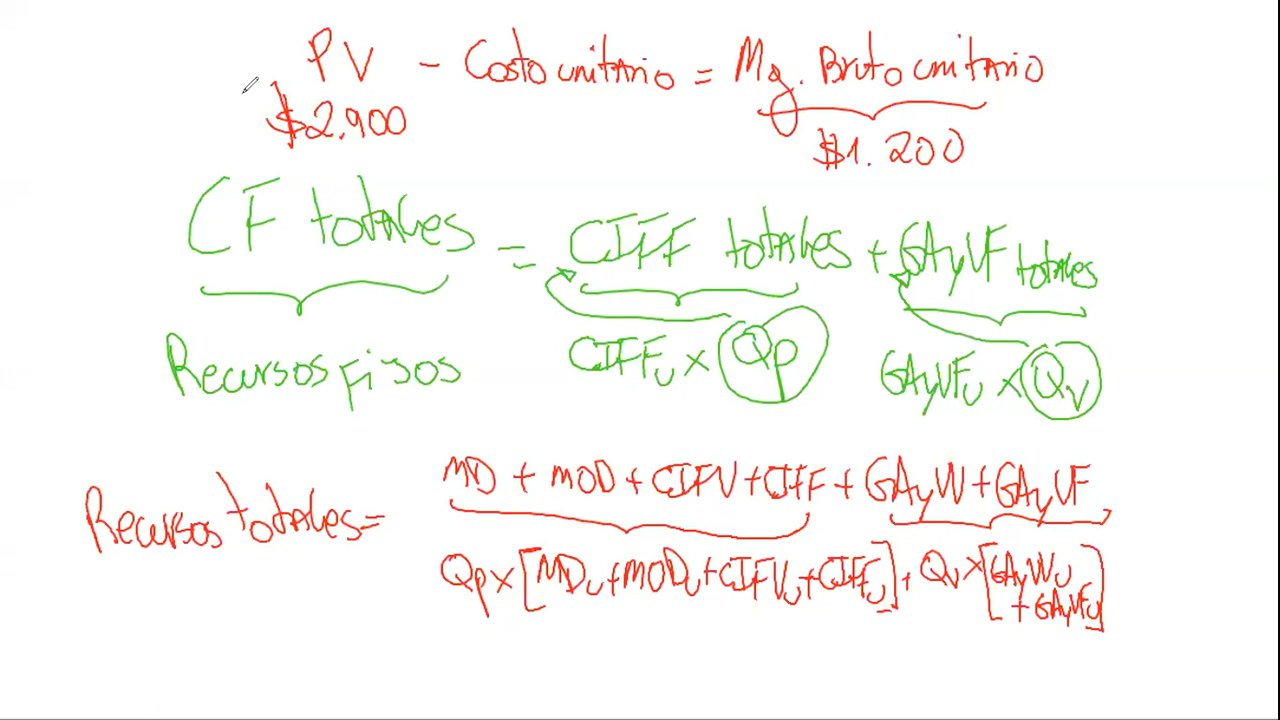 PV - Costo unitario = Mg. Bruto unitario
$2.900 $1.200
CF totales = CIFF totales + GAyVF totales
Recursos fijos CIFFu x Qp GAyVFu x Qv
Recursos totales = MD + MOD + CIFV + CIFF + GAyVV + GAyVF
Qp x [MDu + MODu + CIFVu + CIFFu] + Qv x [GAyVVu
+ GAyVFu]